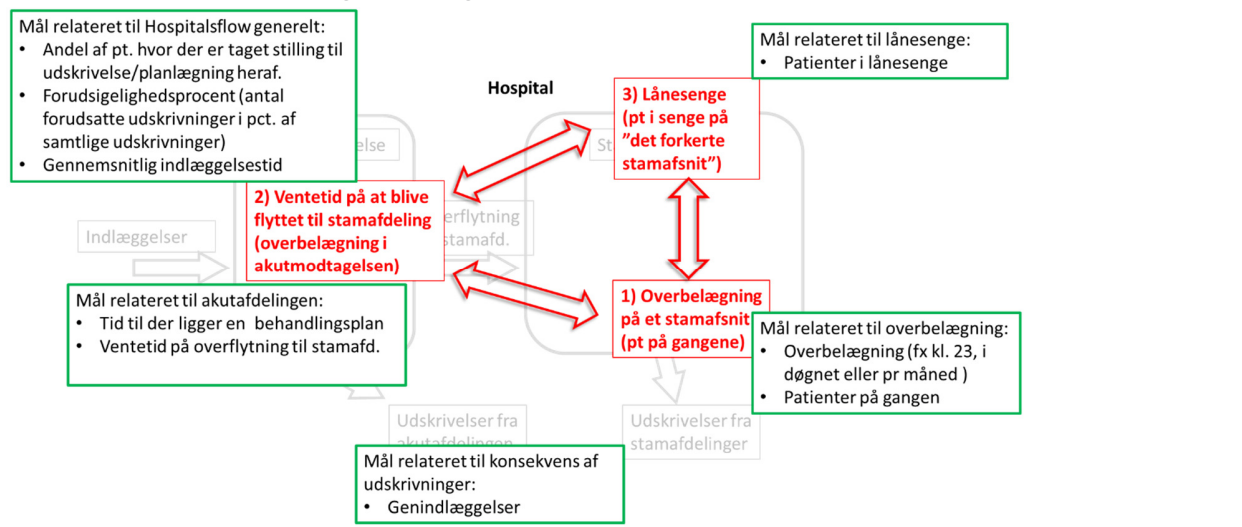 Mål relateret til Hospitalsflow generelt:
• Andel af pt. hvor der er taget stilling til
udskrivelse/planlægning heraf.
• Forudsigelighedsprocent (antal
forudsatte udskrivninger i pct. af
samtlige udskrivninger)
• Gennemsnitlig indlæggelsestid
Hospital
Mål relateret til lånesenge:
• Patienter i lånesenge
3) Lånesenge
(pt i senge på
”det forkerte
stamafsnit”)
else
St
2) Ventetid på at blive
flyttet til stamafdeling
(overbelægning i
akutmodtagelsen)
erflytning
stamafd.
Indlæggelser
Mål relateret til akutafdelingen:
• Tid til der ligger en behandlingsplan
• Ventetid på overflytning til stamafd.
1) Overbelægning
på et stamafsnit
(pt på gangene)
Mål relateret til overbelægning:
• Overbelægning (fx kl. 23, i
døgnet eller pr måned )
• Patienter på gangen
Udskrivelser fra
akutafdelingen
Udskrivelser fra
stamafdelinger
Mål relateret til konsekvens af
udskrivninger:
• Genindlæggelser